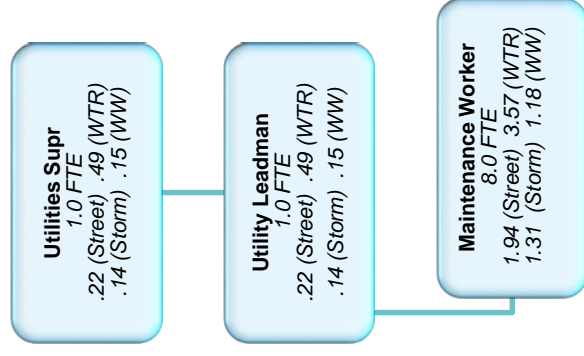 Utilities Supr
1.0 FTE
.22 (Street) .49 (WTR)
.14 (Storm) .15 (WW)
Utility Leadman
1.0 FTE
.22 (Street) .49 (WTR)
.14 (Storm) .15 (WW)
Maintenance Worker
8.0 FTE
1.94 (Street) 3.57 (WTR)
1.31 (Storm) 1.18 (WW)